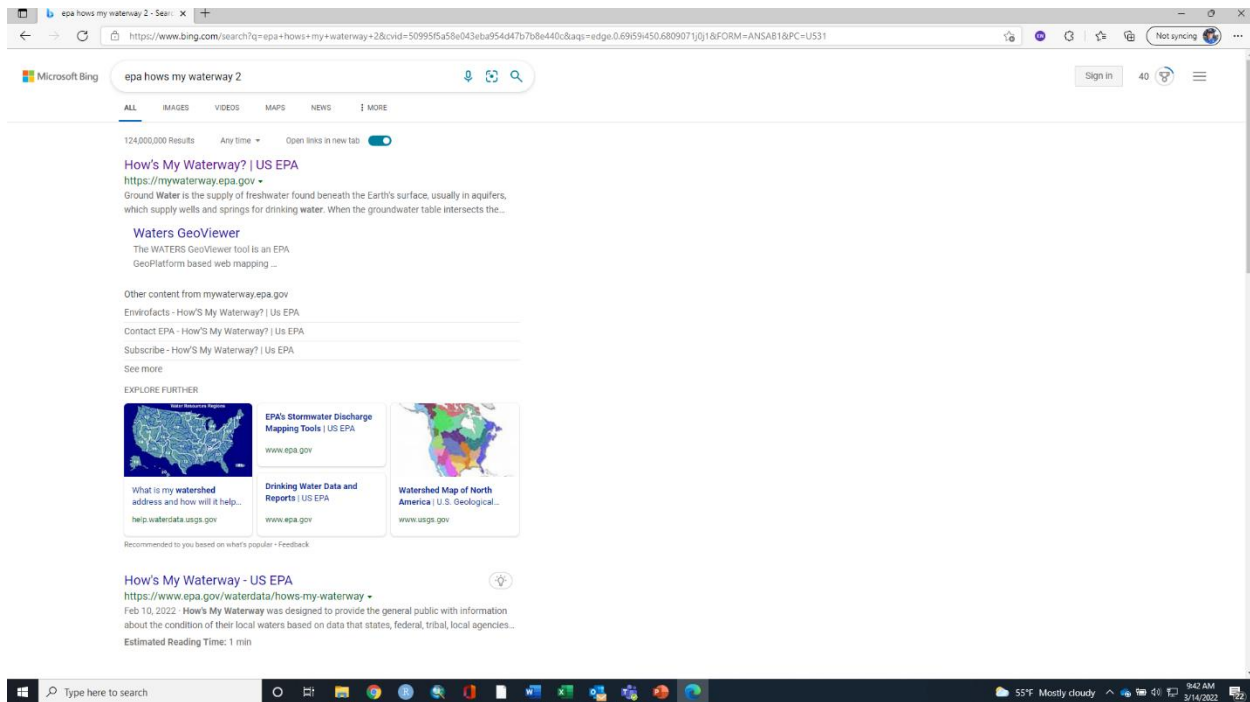 epa hows my waterway 2 - Sear
https://www.bing.com/search?q=epa+hows+my+waterway+2&cvid=50995f5a58e043eba954d47b7b8e440c&aqs=edge.0.69i59i450.6809071j0j1&FORM=ANSAB1&PC=U531
Not syncing
Microsoft Bing
epa hows my waterway 2
Sign in
40
ALL IMAGES VIDEOS MAPS NEWS MORE
124,000,000 Results Any time Open links in new tab
How's My Waterway? | US EPA
https://mywaterway.epa.gov
Ground Water is the supply of freshwater found beneath the Earth's surface, usually in aquifers,
which supply wells and springs for drinking water. When the groundwater table intersects the...
Waters GeoViewer
The WATERS GeoViewer tool is an EPA
GeoPlatform based web mapping ...
Other content from mywaterway.epa.gov
Envirofacts - How'S My Waterway? | Us EPA
Contact EPA - How'S My Waterway? | Us EPA
Subscribe - How'S My Waterway? | Us EPA
See more
EXPLORE FURTHER
Water Resources Regions
What is my watershed
address and how will it help...
help.waterdata.usgs.gov
EPA's Stormwater Discharge
Mapping Tools | US EPA
www.epa.gov
Drinking Water Data and
Reports | US EPA
www.epa.gov
Watershed Map of North
America | U.S. Geological...
www.usgs.gov
Recommended to you based on what's popular • Feedback
How's My Waterway - US EPA
https://www.epa.gov/waterdata/hows-my-waterway
Feb 10, 2022 · How's My Waterway was designed to provide the general public with information
about the condition of their local waters based on data that states, federal, tribal, local agencies...
Estimated Reading Time: 1 min
Type here to search
55°F Mostly cloudy
9:42 AM
3/14/2022
22